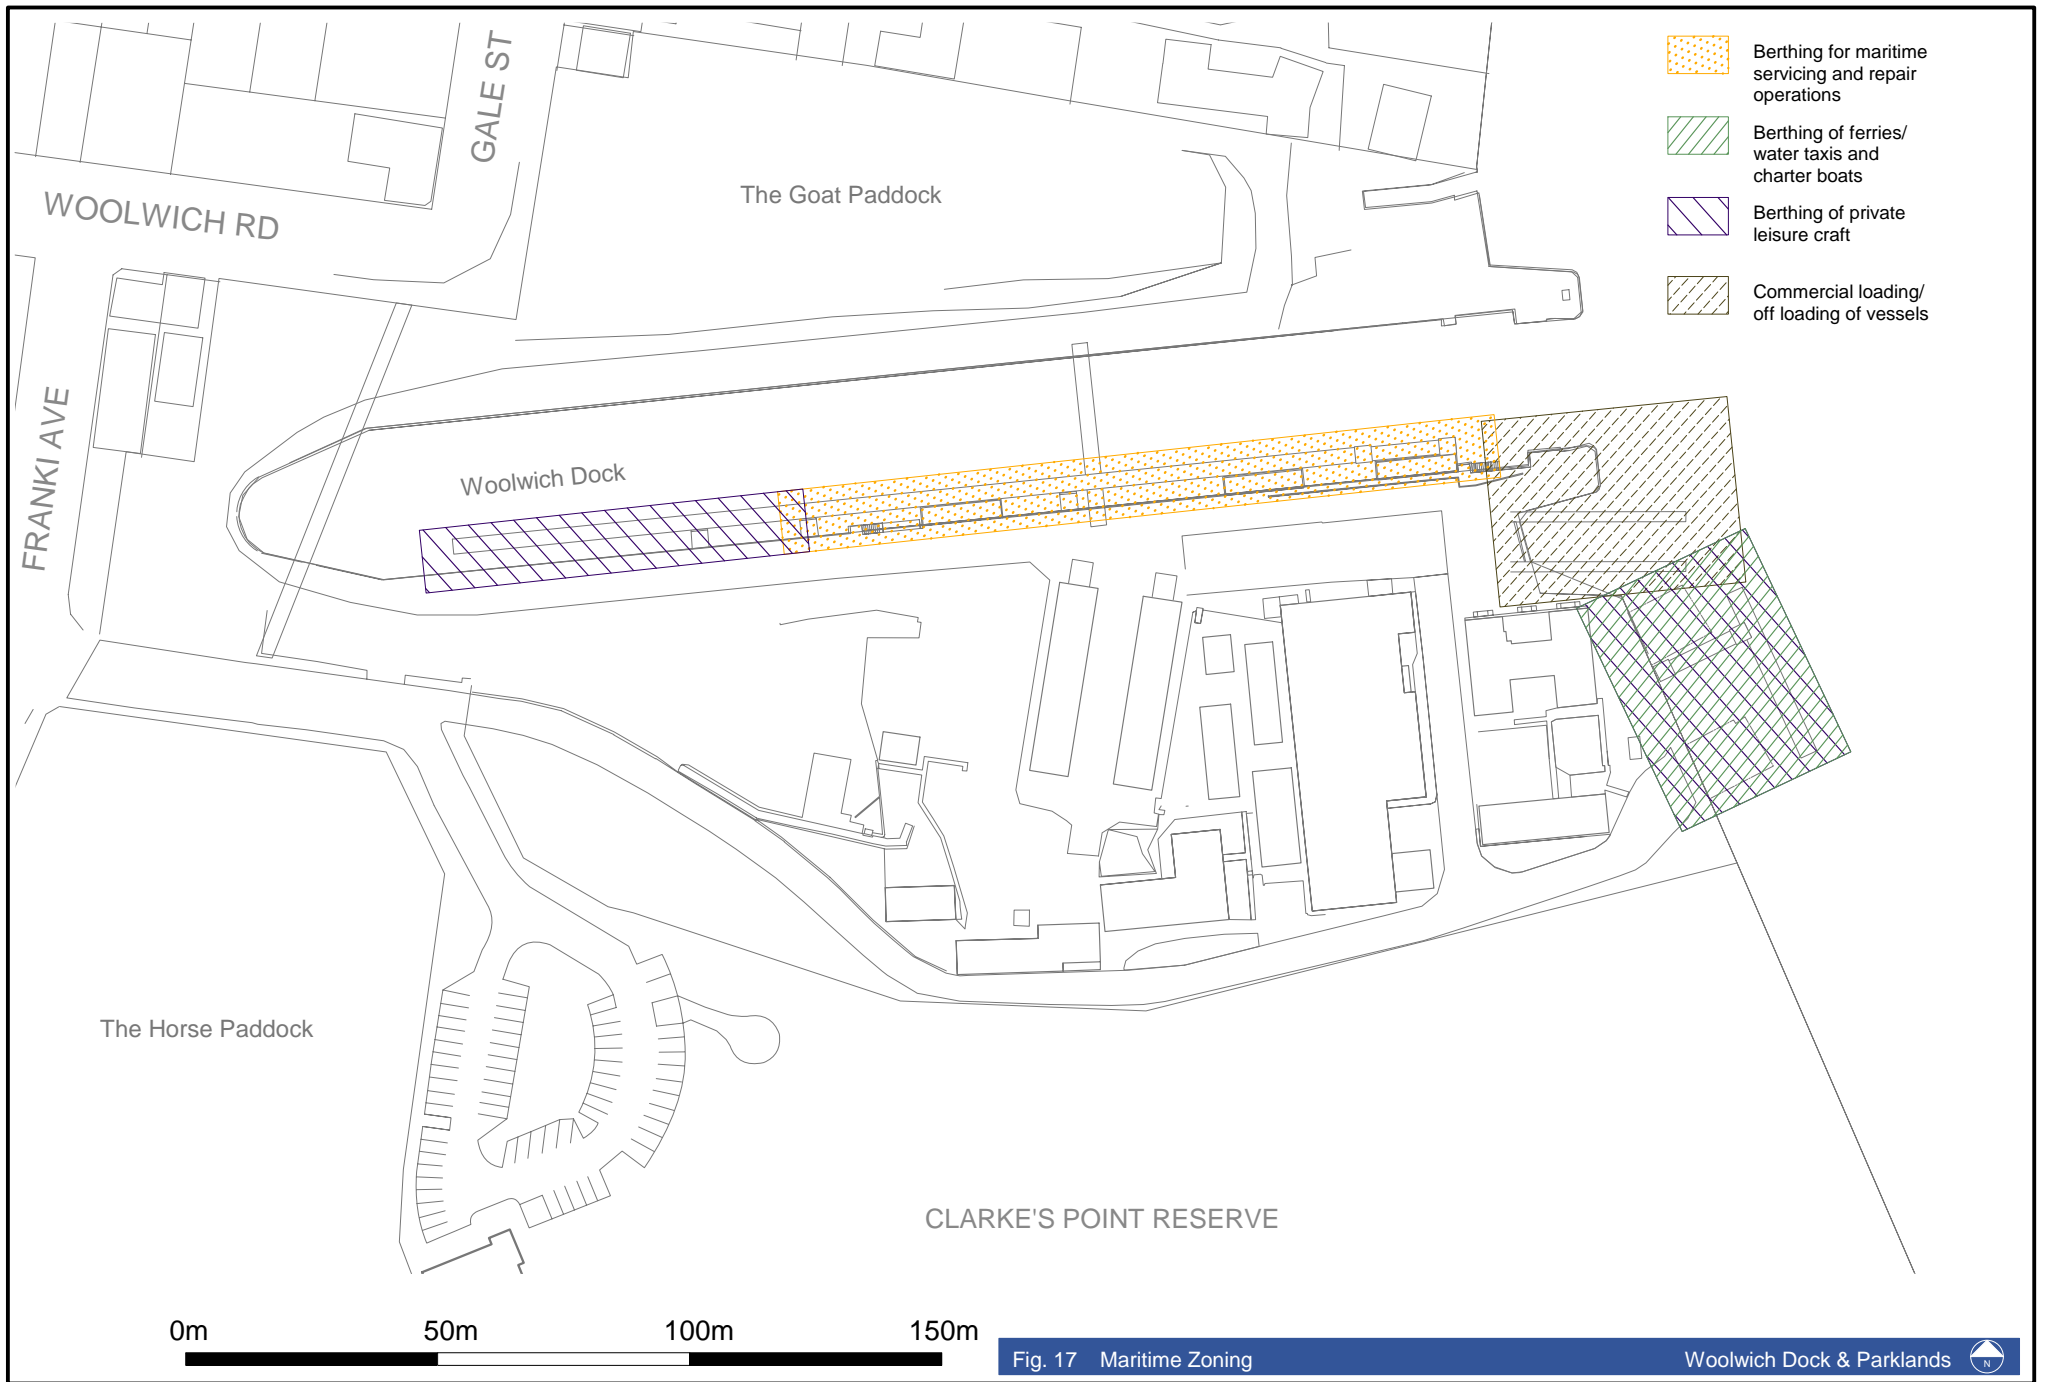 GALE ST
WOOLWICH RD
The Goat Paddock
Berthing for maritime
servicing and repair
operations
Berthing of ferries/
water taxis and
charter boats
Berthing of private
leisure craft
Commercial loading/
off loading of vessels
FRANKI AVE
Woolwich Dock
The Horse Paddock
CLARKE'S POINT RESERVE
0m 50m 100m 150m
Fig. 17 Maritime Zoning
Woolwich Dock & Parklands
N